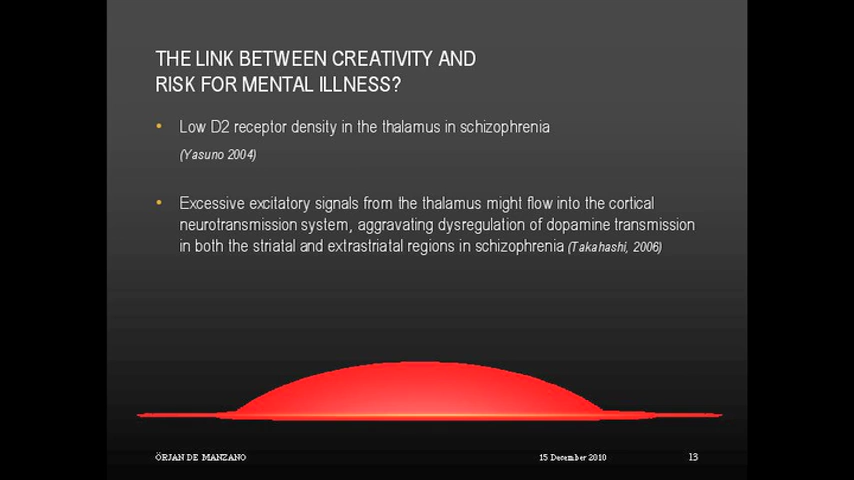 THE LINK BETWEEN CREATIVITY AND
RISK FOR MENTAL ILLNESS?
• Low D2 receptor density in the thalamus in schizophrenia
(Yasuno 2004)
• Excessive excitatory signals from the thalamus might flow into the cortical
neurotransmission system, aggravating dysregulation of dopamine transmission
in both the striatal and extrastriatal regions in schizophrenia (Takahashi, 2006)
ÖRJAN DE MANZANO
15 December 2010
13